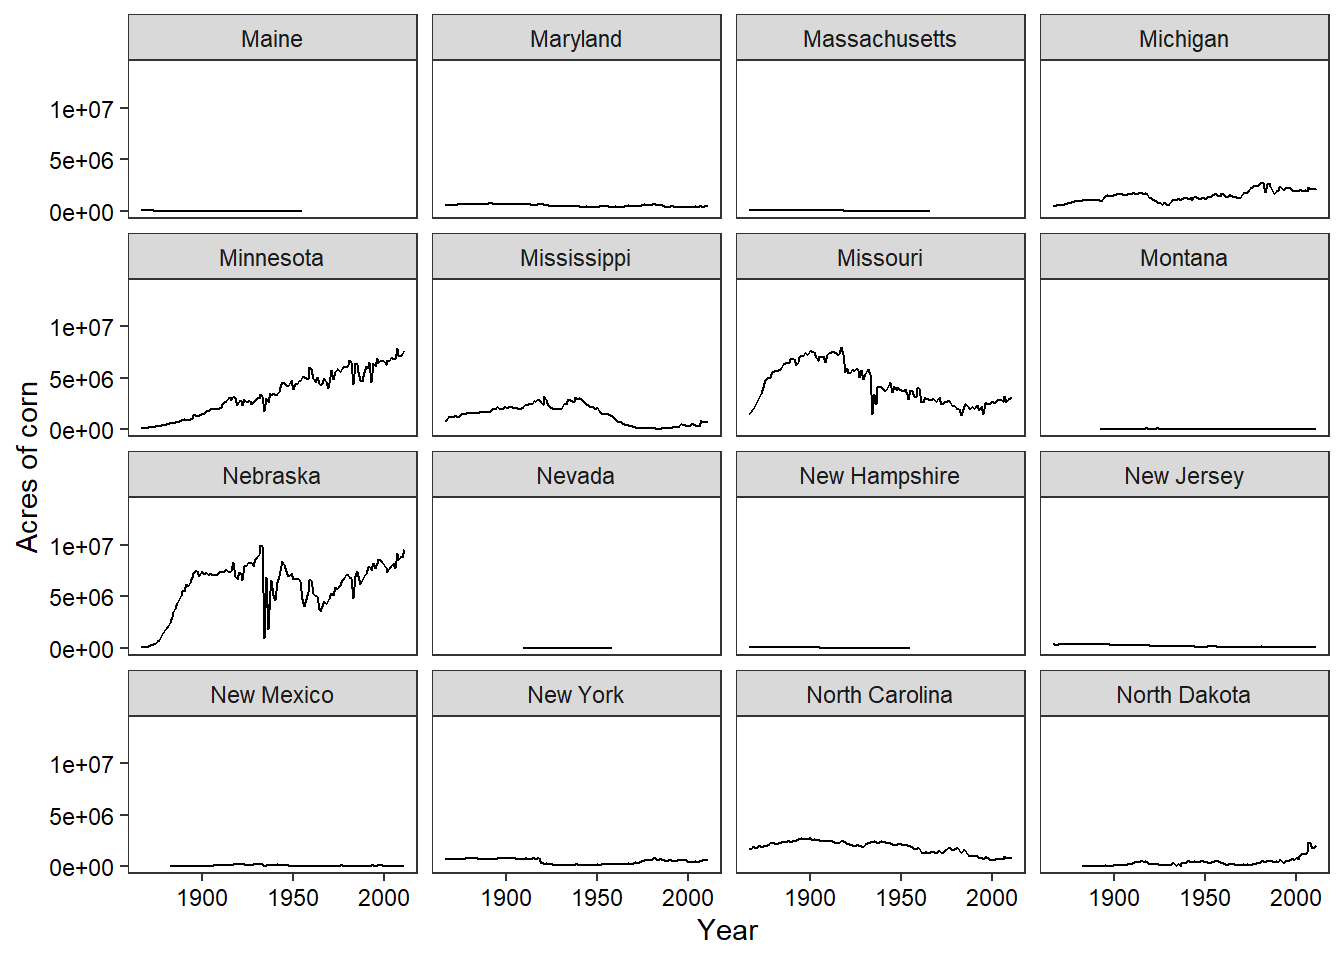 Maine
Maryland
Massachusetts
Michigan
1e+07
5e+06
0e+00
Minnesota
Mississippi
Missouri
Montana
1e+07
5e+06
0e+00
Acres of corn
Nebraska
Nevada
New Hampshire
New Jersey
1e+07
5e+06
0e+00
New Mexico
New York
North Carolina
North Dakota
1e+07
5e+06
0e+00
1900 1950 2000
1900 1950 2000
1900 1950 2000
1900 1950 2000
Year